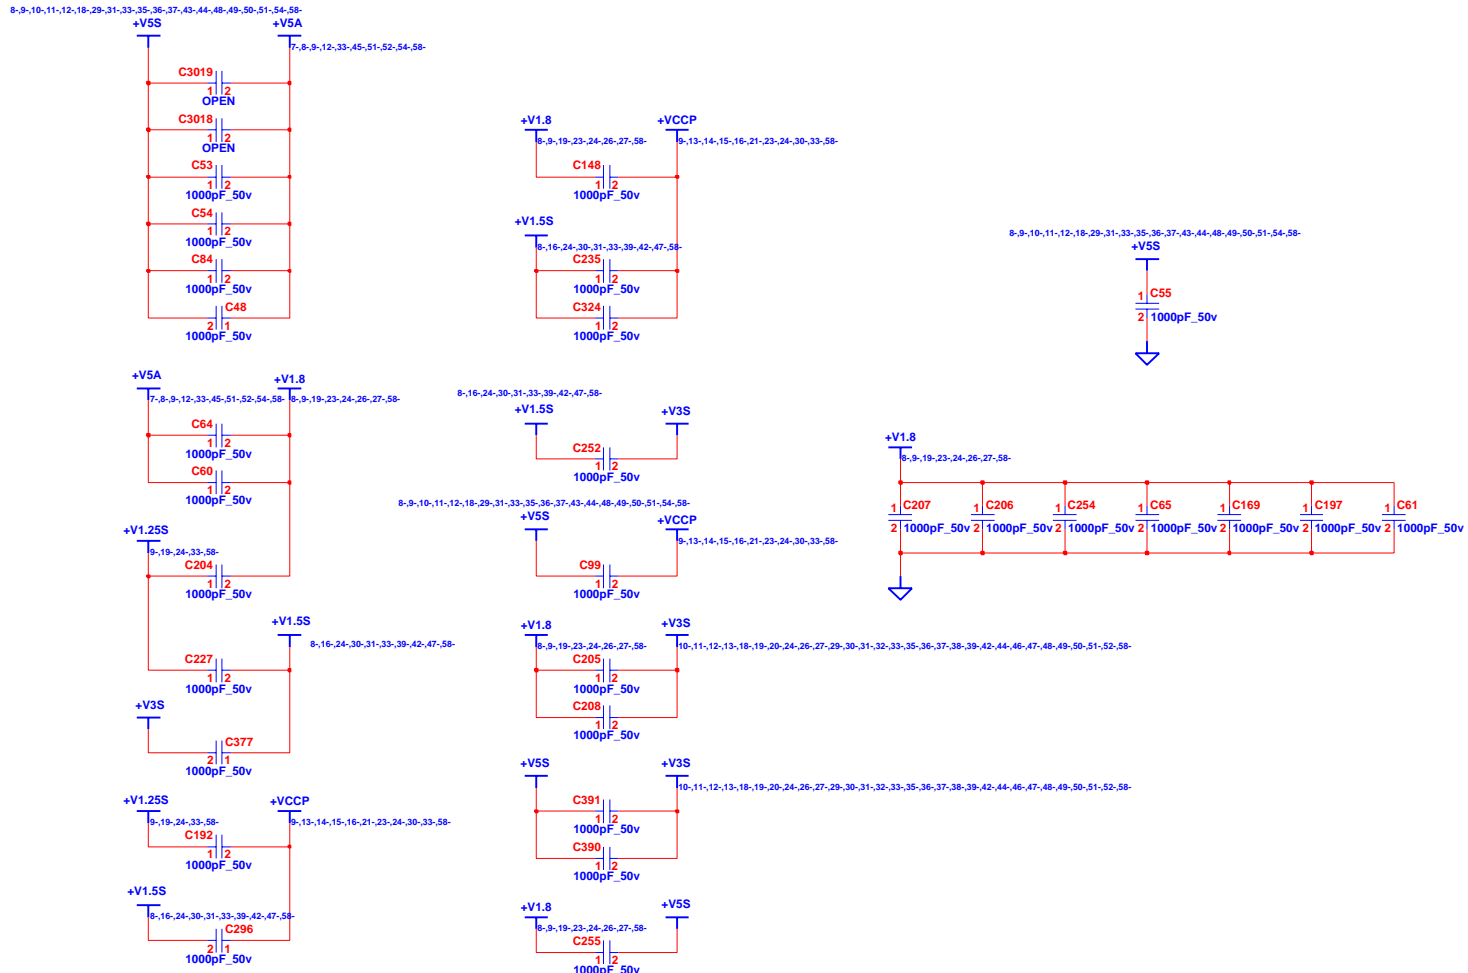 8-,9-,10-,11-,12-,18-,29-,31-,33-,35-,36-,37-,43-,44-,48-,49-,50-,51-,54-,58-
+V5S
+V5A
7-,8-,9-,12-,33-,45-,51-,52-,54-,58-
C3019
1 2
OPEN
C3018
1 2
OPEN
C53
1 2
1000pF_50v
C54
1 2
1000pF_50v
C84
1 2
1000pF_50v
C48
2 1
1000pF_50v
+V5A
+V1.8
7-,8-,9-,12-,33-,45-,51-,52-,54-,58-
8-,9-,19-,23-,24-,26-,27-,58-
C64
1 2
1000pF_50v
C60
1 2
1000pF_50v
+V1.25S
9-,19-,24-,33-,58-
C204
1 2
1000pF_50v
+V1.5S
8-,16-,24-,30-,31-,33-,39-,42-,47-,58-
C227
1 2
1000pF_50v
+V3S
C377
2 1
1000pF_50v
+V1.25S
+VCCP
9-,19-,24-,33-,58-
9-,13-,14-,15-,16-,21-,23-,24-,30-,33-,58-
C192
1 2
1000pF_50v
+V1.5S
8-,16-,24-,30-,31-,33-,39-,42-,47-,58-
C296
2 1
1000pF_50v
+V1.8
+VCCP
8-,9-,19-,23-,24-,26-,27-,58-
9-,13-,14-,15-,16-,21-,23-,24-,30-,33-,58-
C148
1 2
1000pF_50v
+V1.5S
8-,16-,24-,30-,31-,33-,39-,42-,47-,58-
C235
1 2
1000pF_50v
C324
1 2
1000pF_50v
8-,16-,24-,30-,31-,33-,39-,42-,47-,58-
+V1.5S
+V3S
C252
1 2
1000pF_50v
8-,9-,10-,11-,12-,18-,29-,31-,33-,35-,36-,37-,43-,44-,48-,49-,50-,51-,54-,58-
+V5S
+VCCP
9-,13-,14-,15-,16-,21-,23-,24-,30-,33-,58-
C99
1 2
1000pF_50v
+V1.8
+V3S
8-,9-,19-,23-,24-,26-,27-,58-
10-,11-,12-,13-,18-,19-,20-,24-,26-,27-,29-,30-,31-,32-,33-,35-,36-,37-,38-,39-,42-,44-,46-,47-,48-,49-,50-,51-,52-,58-
C205
1 2
1000pF_50v
C208
1 2
1000pF_50v
+V5S
+V3S
10-,11-,12-,13-,18-,19-,20-,24-,26-,27-,29-,30-,31-,32-,33-,35-,36-,37-,38-,39-,42-,44-,46-,47-,48-,49-,50-,51-,52-,58-
C391
1 2
1000pF_50v
C390
1 2
1000pF_50v
+V1.8
+V5S
8-,9-,19-,23-,24-,26-,27-,58-
C255
1 2
1000pF_50v
8-,9-,10-,11-,12-,18-,29-,31-,33-,35-,36-,37-,43-,44-,48-,49-,50-,51-,54-,58-
+V5S
1 C55
2 1000pF_50v
+V1.8
8-,9-,19-,23-,24-,26-,27-,58-
1 C207 1 C206 1 C254 1 C65 1 C169 1 C197 1 C61
2 1000pF_50v 2 1000pF_50v 2 1000pF_50v 2 1000pF_50v 2 1000pF_50v 2 1000pF_50v 2 1000pF_50v